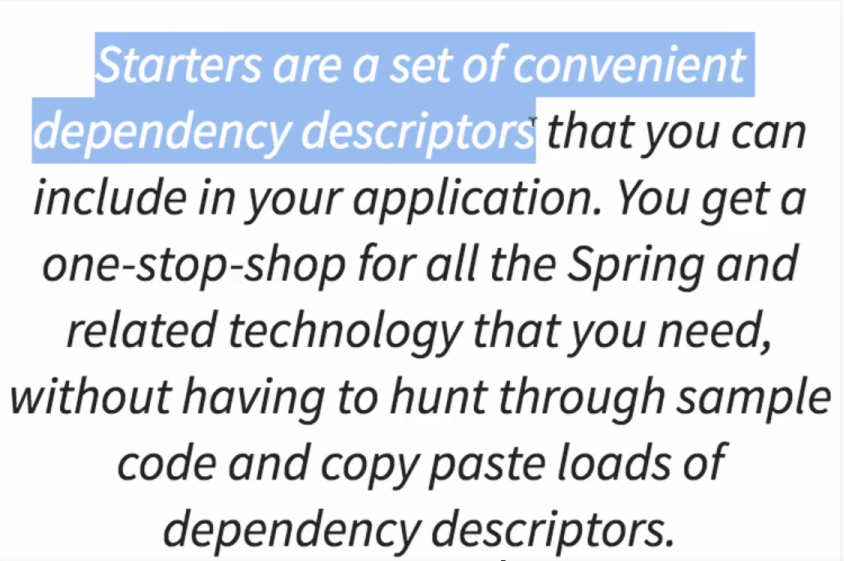 Starters are a set of convenient
dependency descriptors that you can
include in your application. You get a
one-stop-shop for all the Spring and
related technology that you need,
without having to hunt through sample
code and copy paste loads of
dependency descriptors.